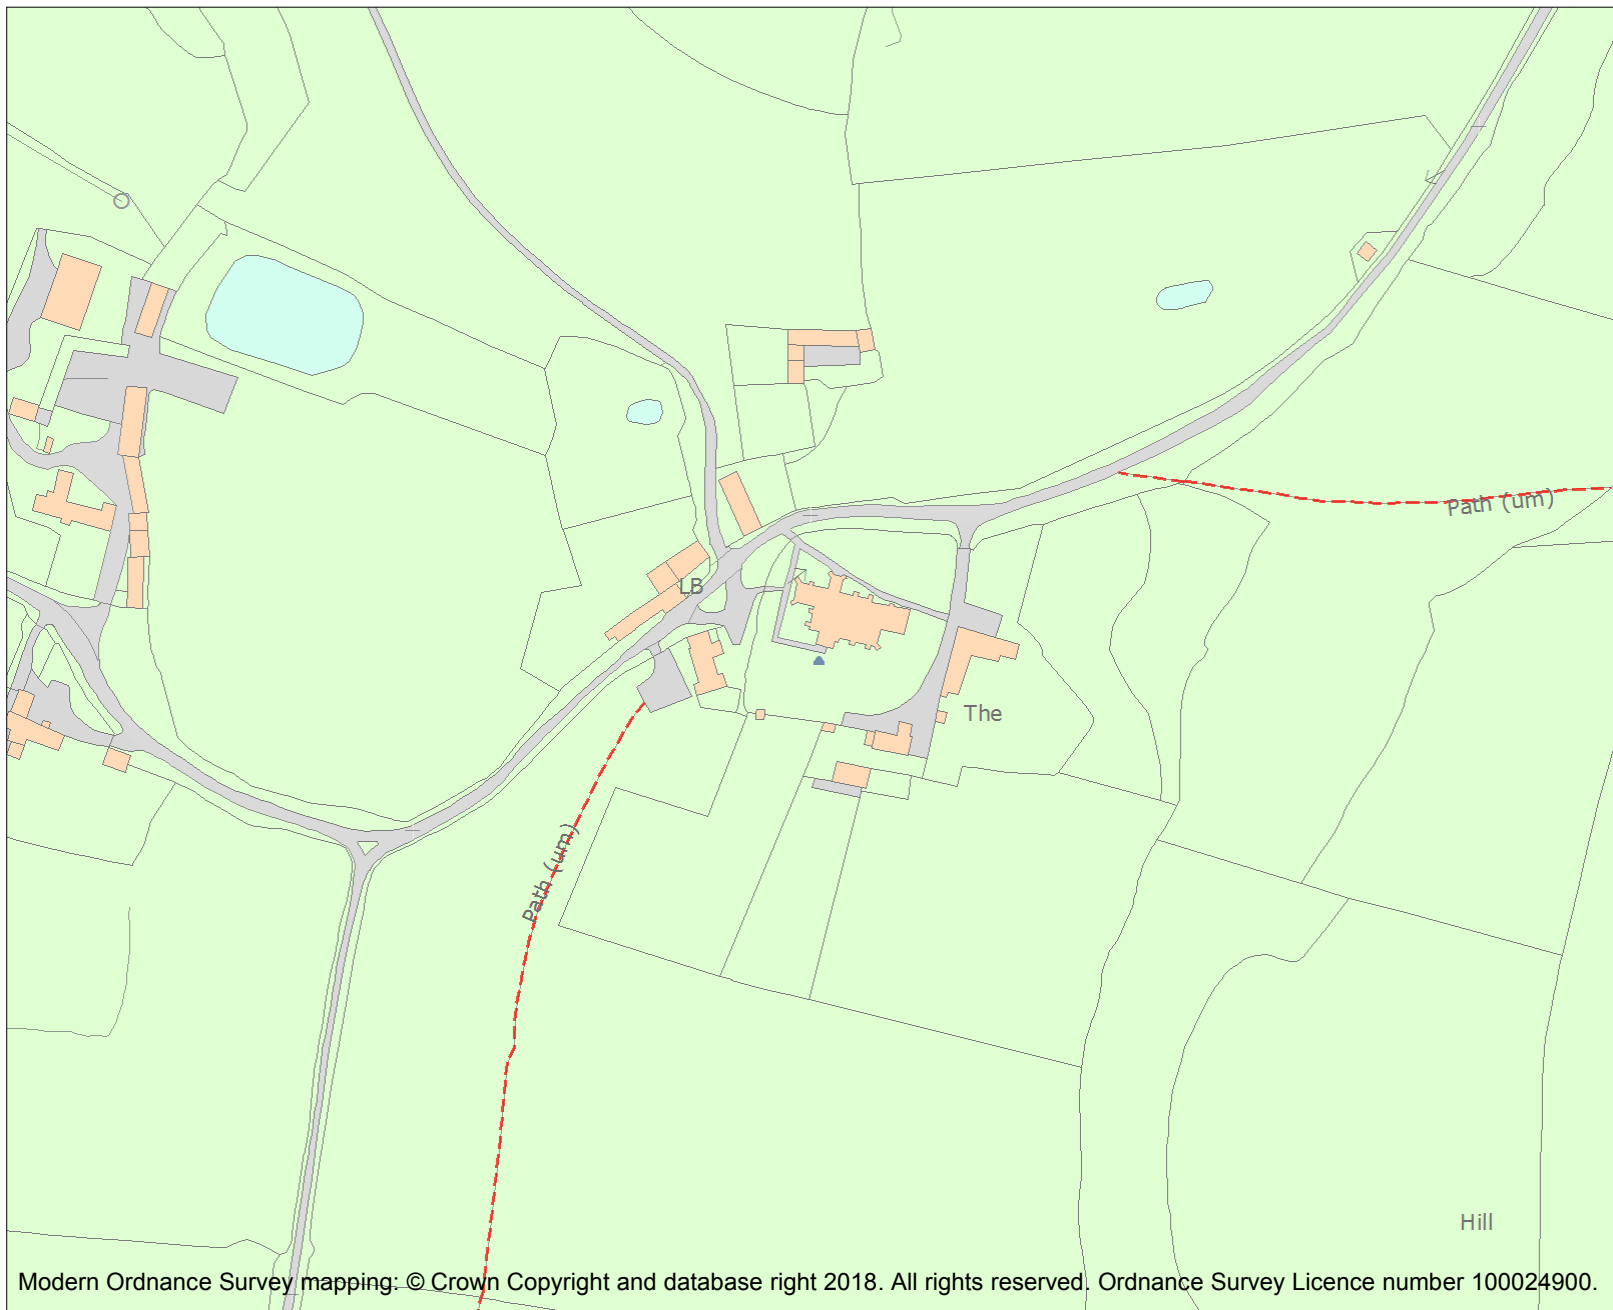 Path (um)
LB
The
Path (um)
Hill
Modern Ordnance Survey mapping: © Crown Copyright and database right 2018. All rights reserved. Ordnance Survey Licence number 100024900.